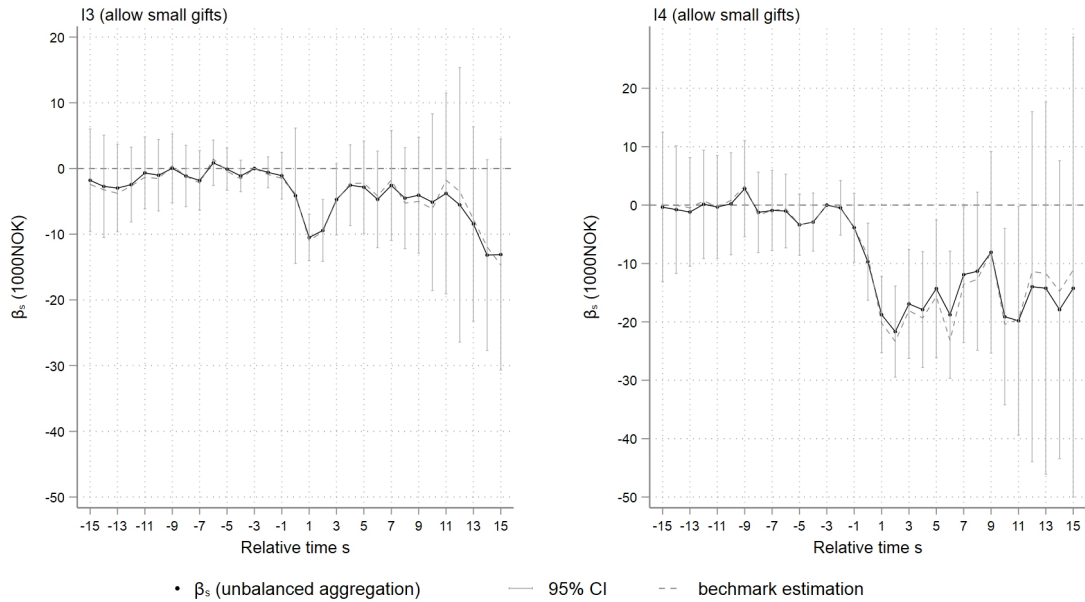 I3 (allow small gifts)
20
10
0
-10
-20
-30
-40
-50
βₛ (1000NOK)
-15 -13 -11 -9 -7 -5 -3 -1 1 3 5 7 9 11 13 15
Relative time s
I4 (allow small gifts)
20
10
0
-10
-20
-30
-40
-50
βₛ (1000NOK)
-15 -13 -11 -9 -7 -5 -3 -1 1 3 5 7 9 11 13 15
Relative time s
βₛ (unbalanced aggregation) 95% CI bechmark estimation